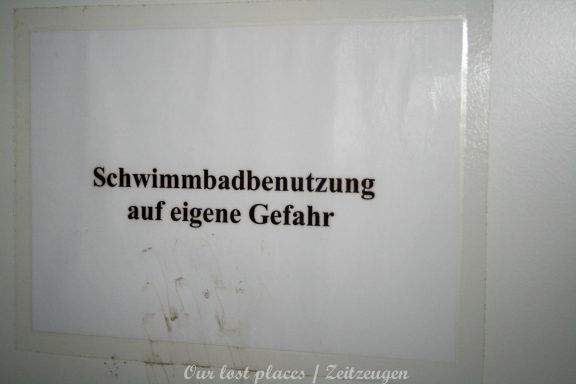 Schwimmbadbenutzung
auf eigene Gefahr
Our lost places / Zeitzeugen